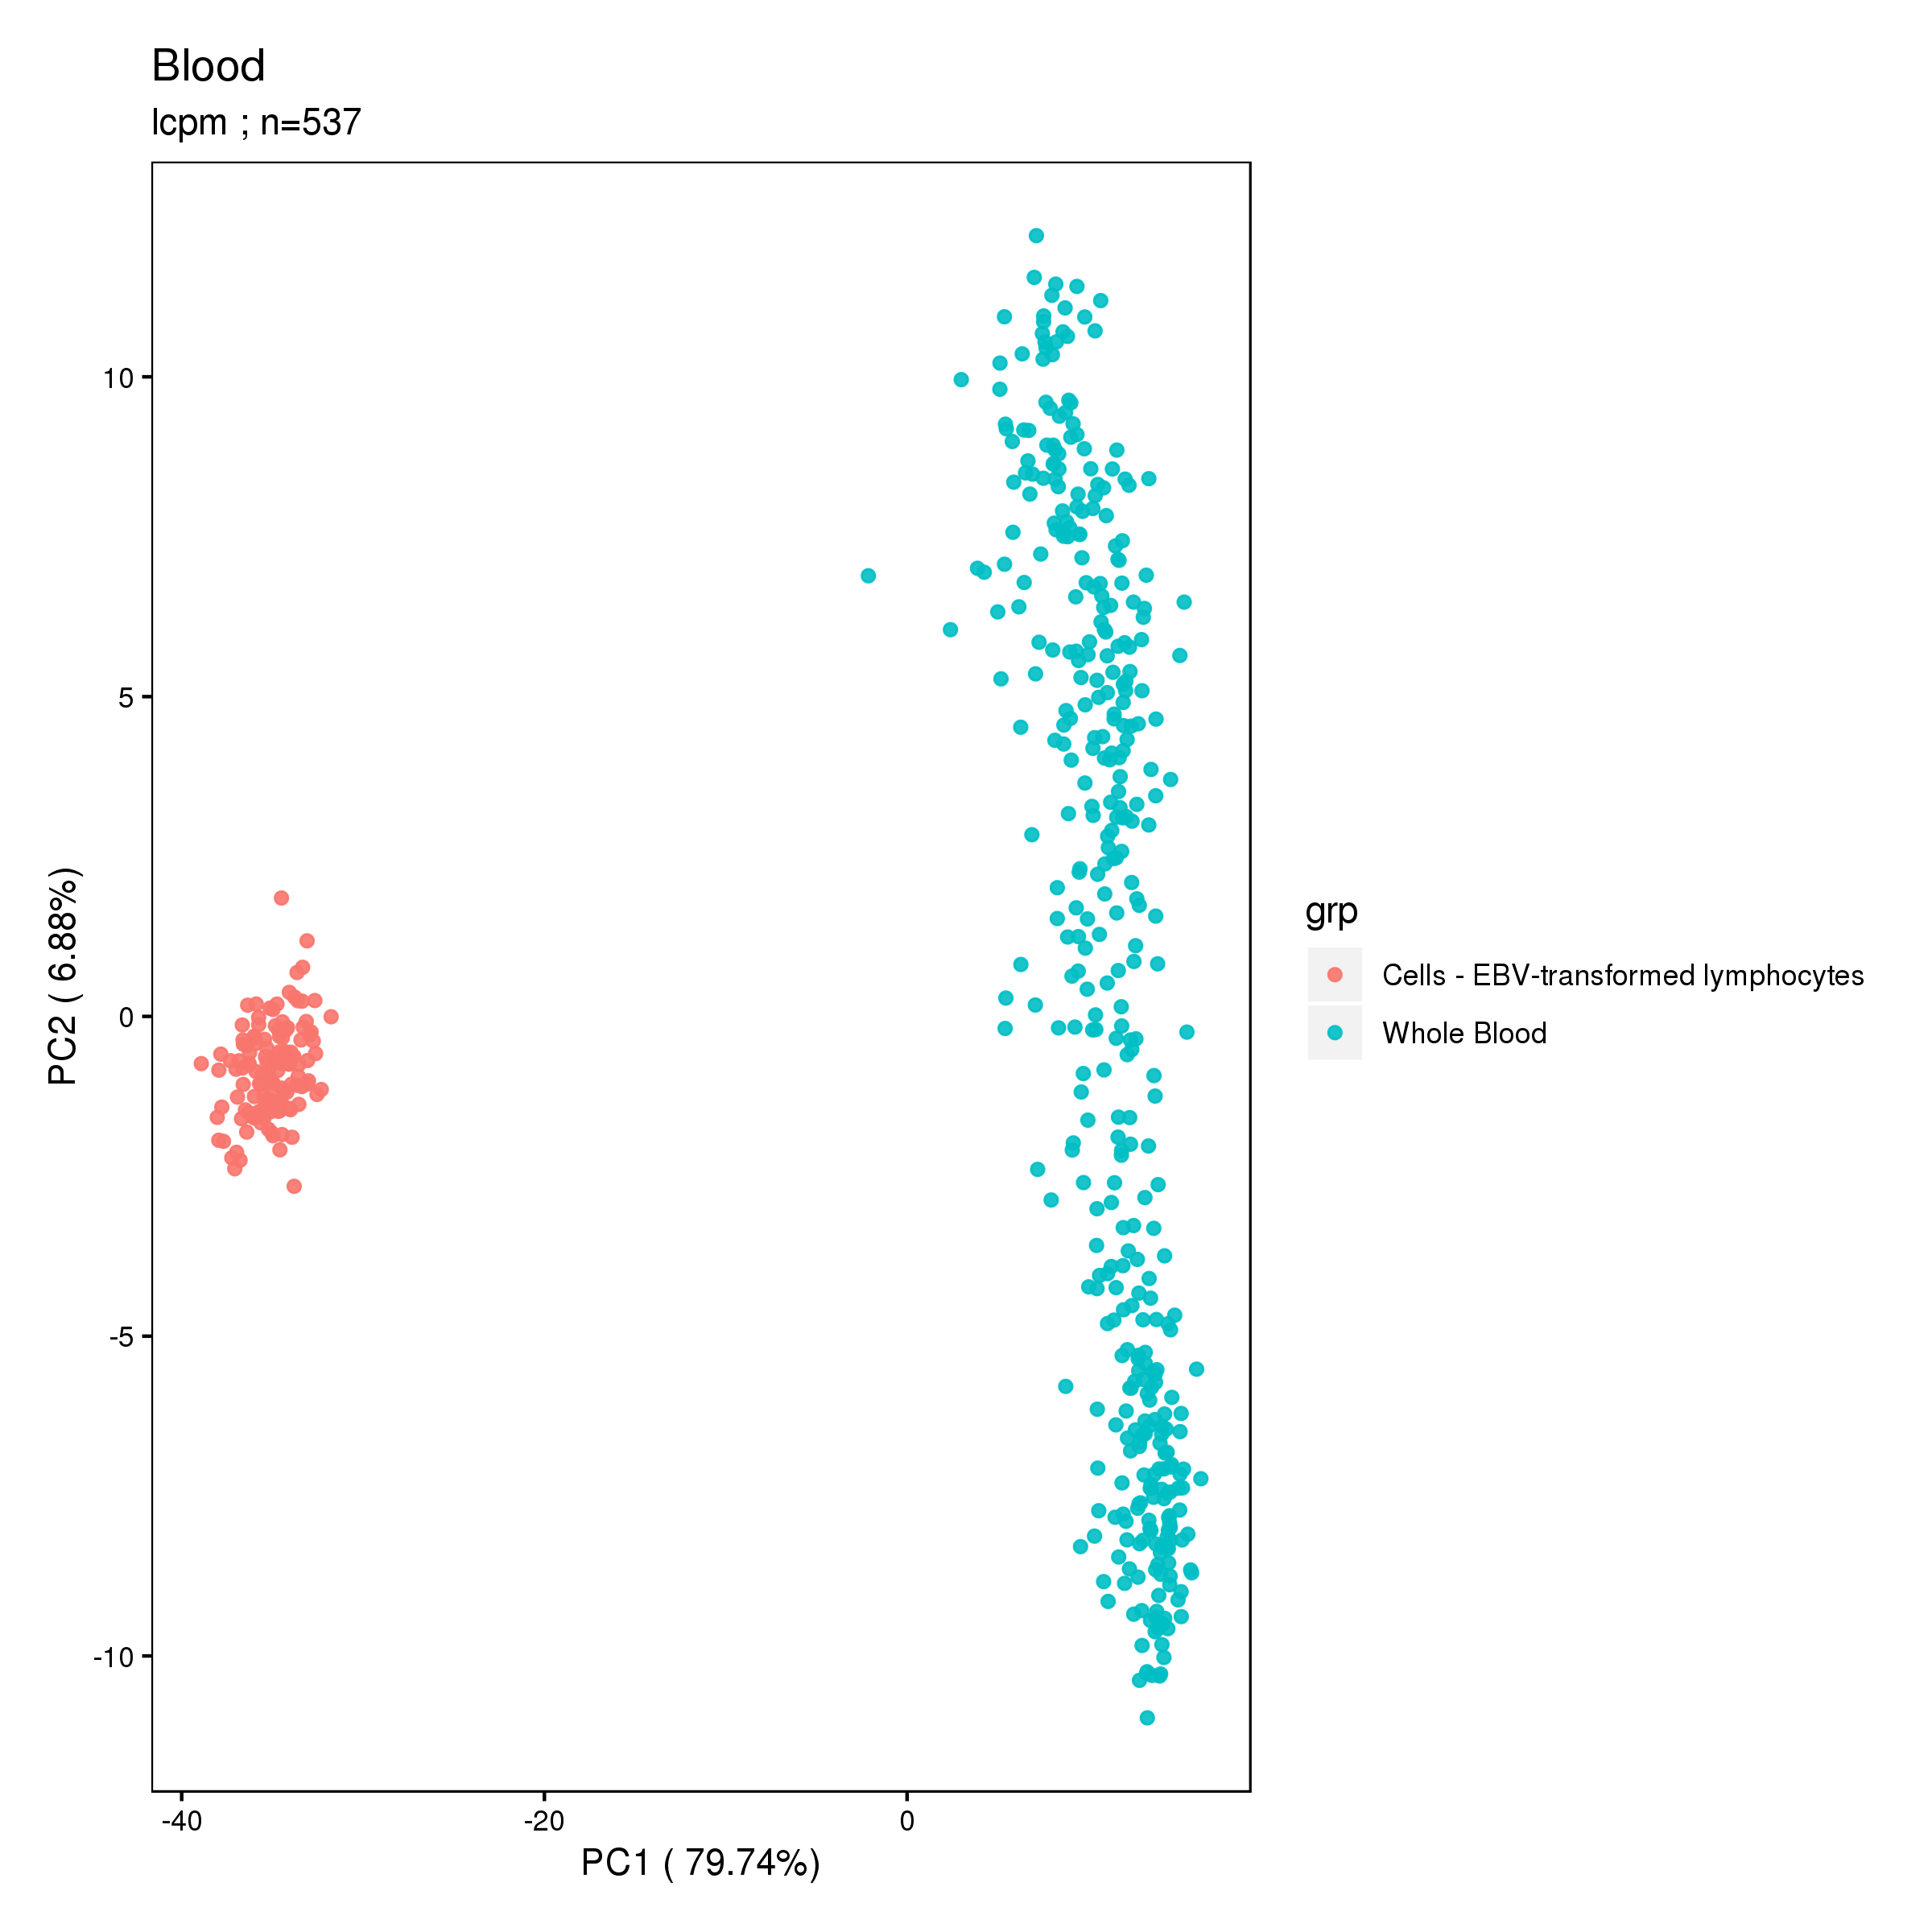 Blood
lcpm ; n=537
10
5
0
-5
-10
PC2 ( 6.88%)
-40
-20
0
PC1 ( 79.74%)
grp
Cells - EBV-transformed lymphocytes
Whole Blood